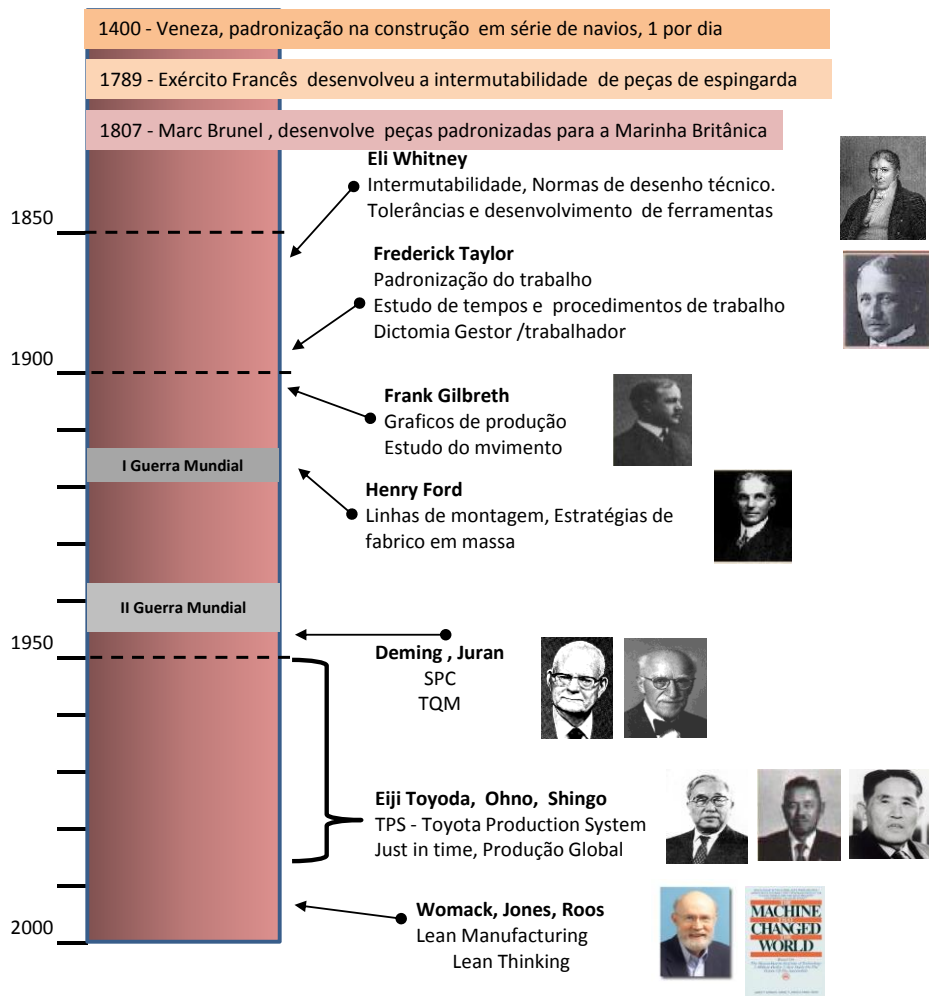 1400 - Veneza, padronização na construção em série de navios, 1 por dia
1789 - Exército Francês desenvolveu a intermutabilidade de peças de espingarda
1807 - Marc Brunel , desenvolve peças padronizadas para a Marinha Britânica
Eli Whitney
Intermutabilidade, Normas de desenho técnico.
Tolerâncias e desenvolvimento de ferramentas
1850
Frederick Taylor
Padronização do trabalho
Estudo de tempos e procedimentos de trabalho
Dictomia Gestor /trabalhador
1900
Frank Gilbreth
Graficos de produção
Estudo do mvimento
I Guerra Mundial
Henry Ford
Linhas de montagem, Estratégias de
fabrico em massa
II Guerra Mundial
1950
Deming , Juran
SPC
TQM
Eiji Toyoda, Ohno, Shingo
TPS - Toyota Production System
Just in time, Produção Global
Womack, Jones, Roos
Lean Manufacturing
Lean Thinking
2000
THE
MACHINE
THAT
CHANGED
THE
WORLD